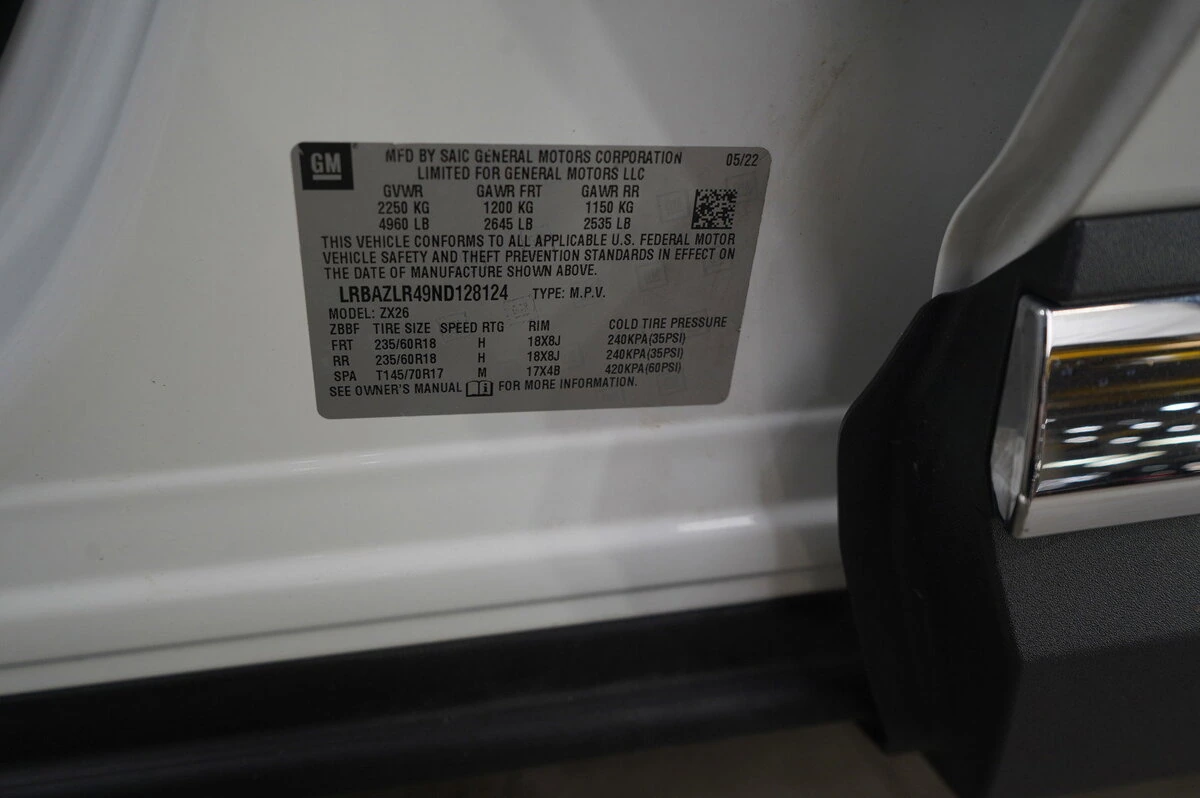 GM
MFD BY SAIC GENERAL MOTORS CORPORATION 05/22
LIMITED FOR GENERAL MOTORS LLC
GVWR GAWR FRT GAWR RR
2250 KG 1200 KG 1150 KG
4960 LB 2645 LB 2535 LB
THIS VEHICLE CONFORMS TO ALL APPLICABLE U.S. FEDERAL MOTOR
VEHICLE SAFETY AND THEFT PREVENTION STANDARDS IN EFFECT ON
THE DATE OF MANUFACTURE SHOWN ABOVE.
LRBAZLR49ND128124 TYPE: M.P.V.
MODEL: ZX26
ZBBF TIRE SIZE SPEED RTG RIM COLD TIRE PRESSURE
FRT 235/60R18 H 18X8J 240KPA(35PSI)
RR 235/60R18 H 18X8J 240KPA(35PSI)
SPA T145/70R17 M 17X4B 420KPA(60PSI)
SEE OWNER'S MANUAL FOR MORE INFORMATION.